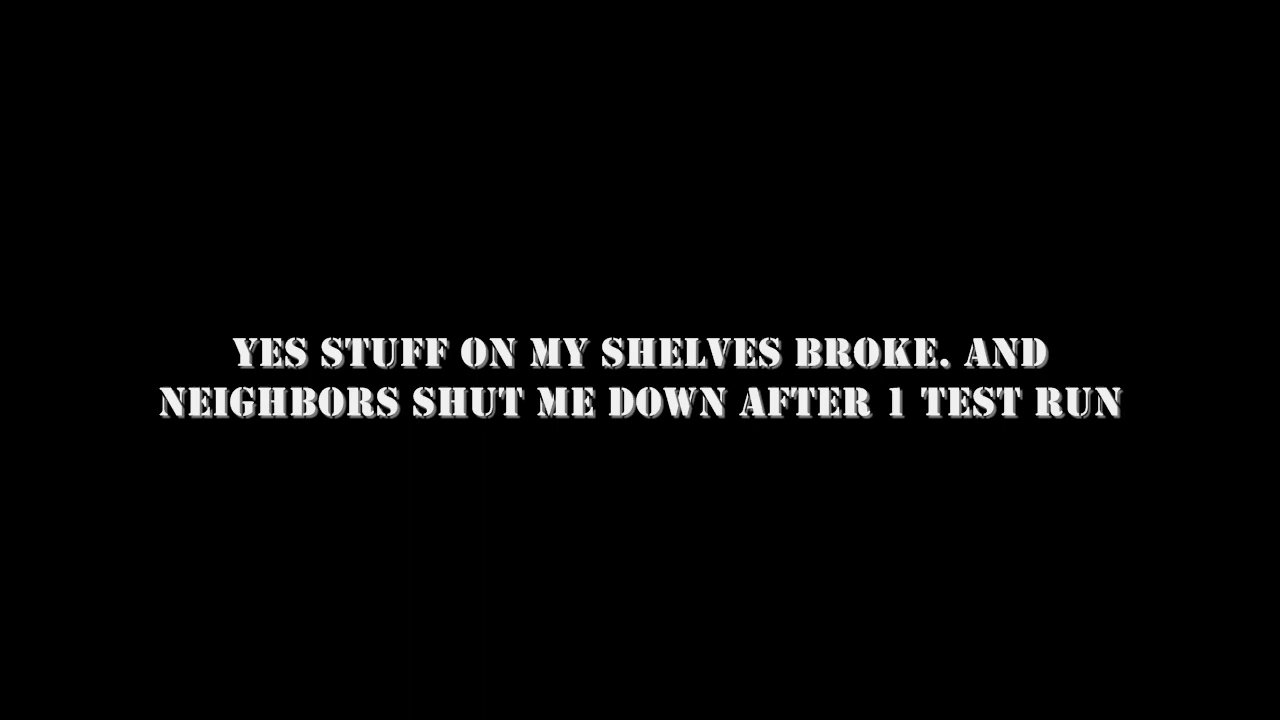 YES STUFF ON MY SHELVES BROKE. AND
NEIGHBORS SHUT ME DOWN AFTER 1 TEST RUN